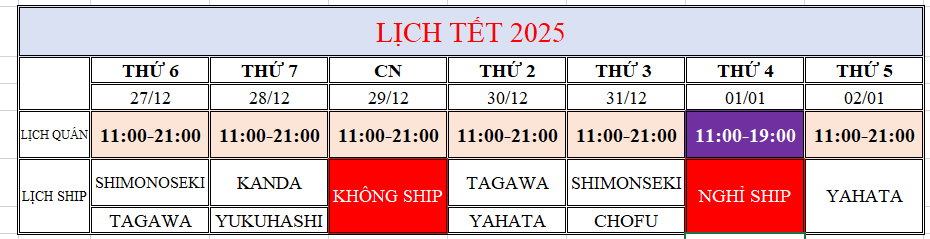 LỊCH TẾT 2025
THỨ 6 THỨ 7 CN THỨ 2 THỨ 3 THỨ 4 THỨ 5
27/12 28/12 29/12 30/12 31/12 01/01 02/01
LỊCH QUÁN 11:00-21:00 11:00-21:00 11:00-21:00 11:00-21:00 11:00-21:00 11:00-19:00 11:00-21:00
LỊCH SHIP SHIMONOSEKI KANDA KHÔNG SHIP TAGAWA SHIMONSEKI NGHỈ SHIP YAHATA
TAGAWA YUKUHASHI YAHATA CHOFU